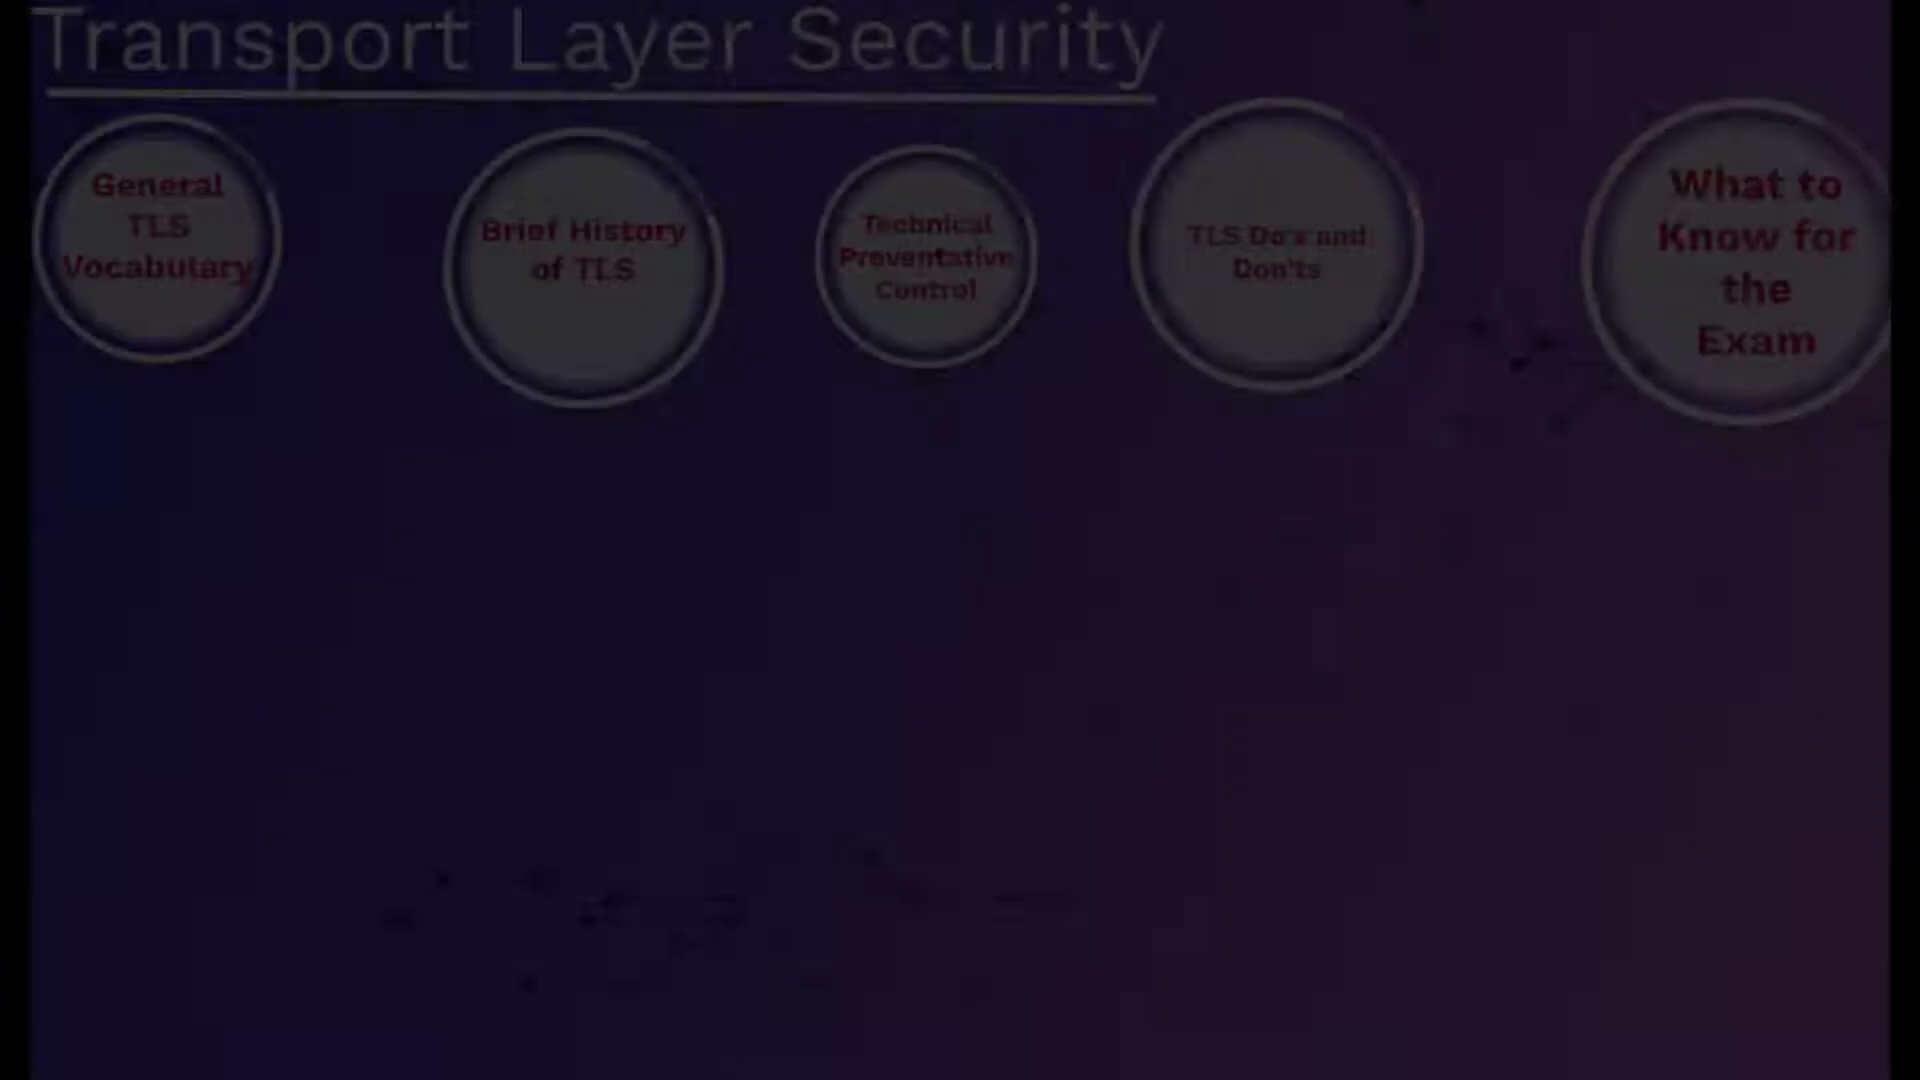 Transport Layer Security
General
TLS
Vocabulary
Brief History
of TLS
Technical
Preventative
Control
TLS Do's and
Don'ts
What to
Know for
the
Exam